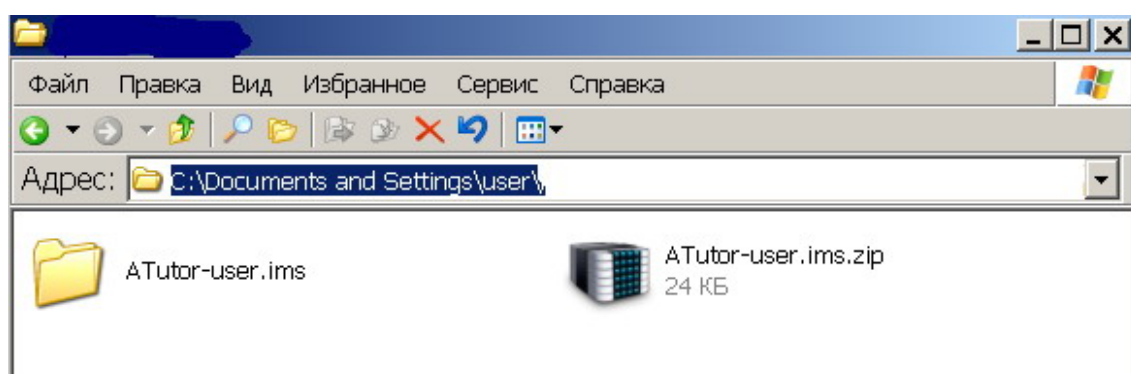 Файл Правка Вид Избранное Сервис Справка
Адрес: C:\Documents and Settings\user\
ATutor-user.ims
ATutor-user.ims.zip
24 КБ